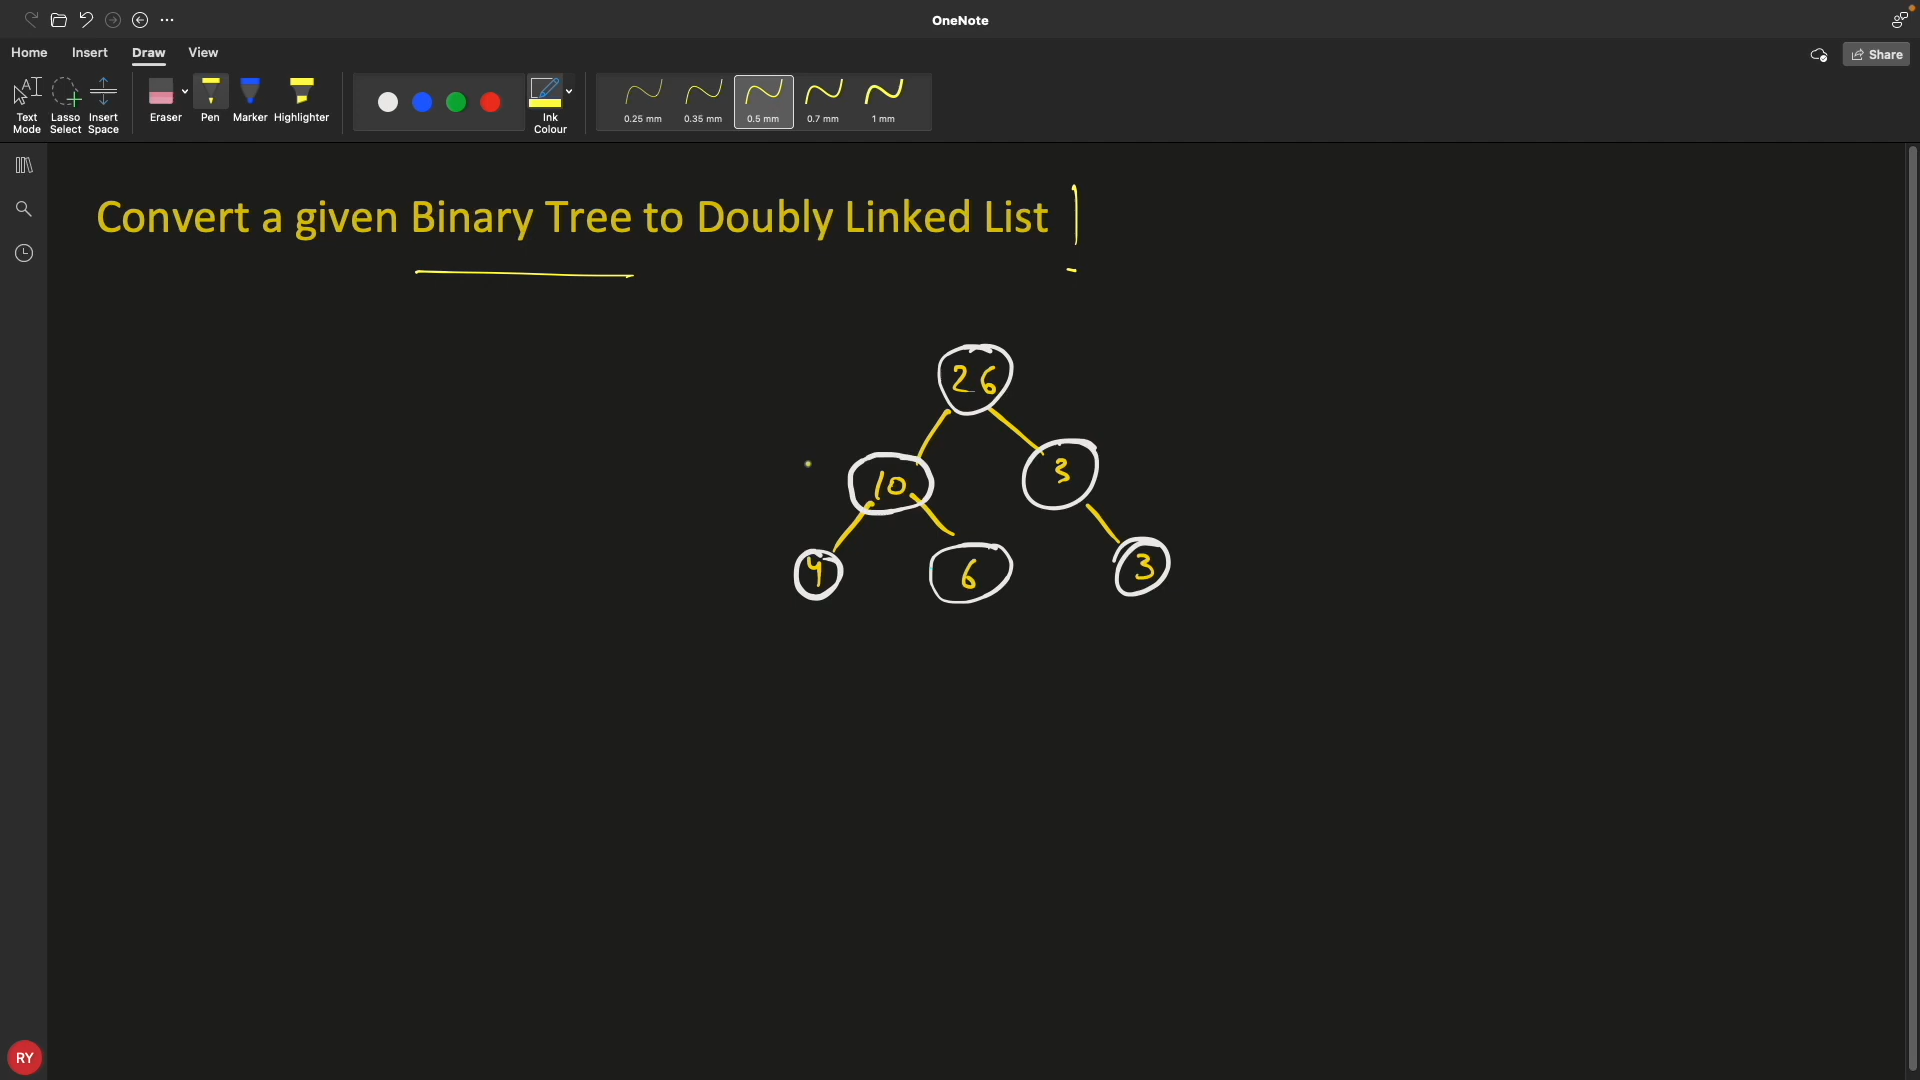 OneNote
Home Insert Draw View
Share
Text Mode Lasso Select Insert Space Eraser Pen Marker Highlighter Ink Colour 0.25 mm 0.35 mm 0.5 mm 0.7 mm 1 mm
Convert a given Binary Tree to Doubly Linked List !
26
10 3
4 6 3
RY